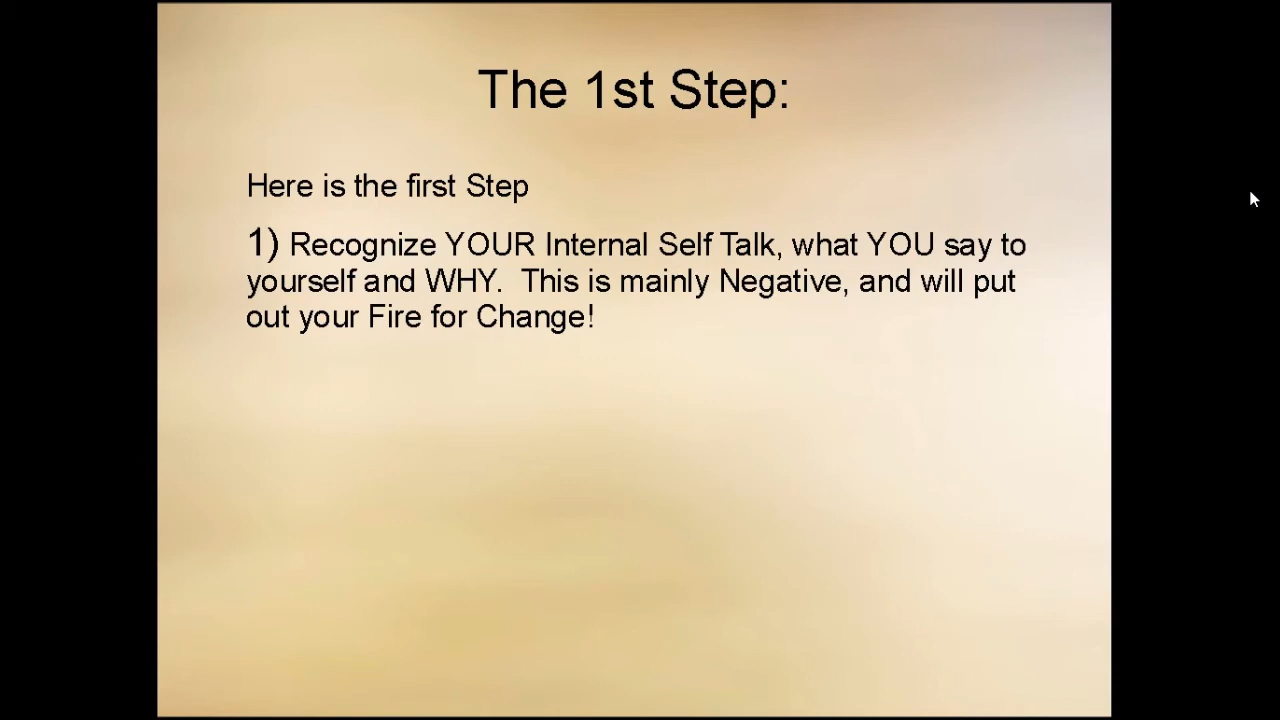 The 1st Step:
Here is the first Step
1) Recognize YOUR Internal Self Talk, what YOU say to
yourself and WHY.  This is mainly Negative, and will put
out your Fire for Change!